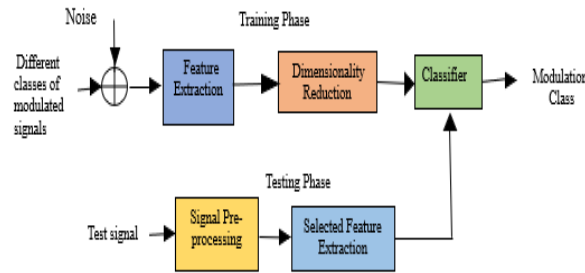 Noise
Training Phase
Different
classes of
modulated
signals
Feature
Extraction
Dimensionality
Reduction
Classifier
Modulation
Class
Testing Phase
Test signal
Signal Pre-
processing
Selected Feature
Extraction